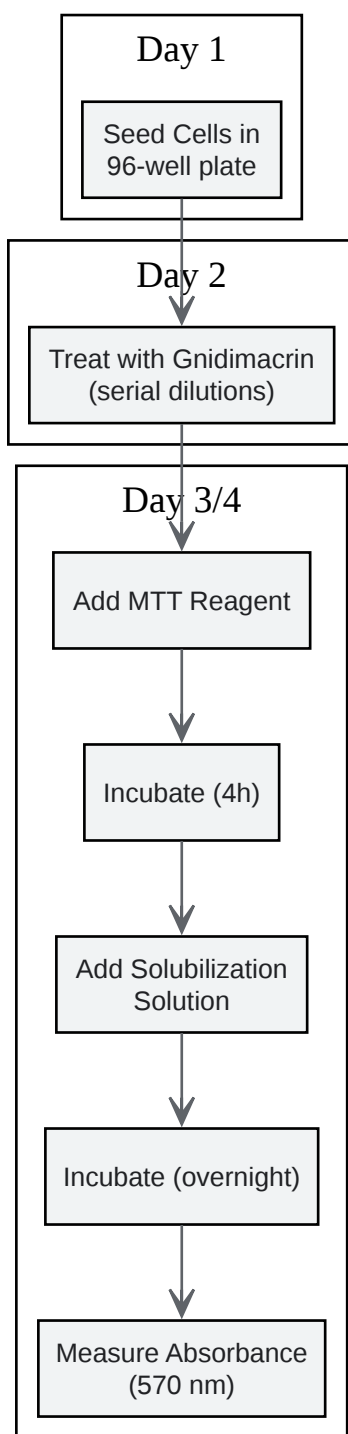 Day 1
Seed Cells in
96-well plate
Day 2
Treat with Gnidimacrin
(serial dilutions)
Day 3/4
Add MTT Reagent
Incubate (4h)
Add Solubilization
Solution
Incubate (overnight)
Measure Absorbance
(570 nm)